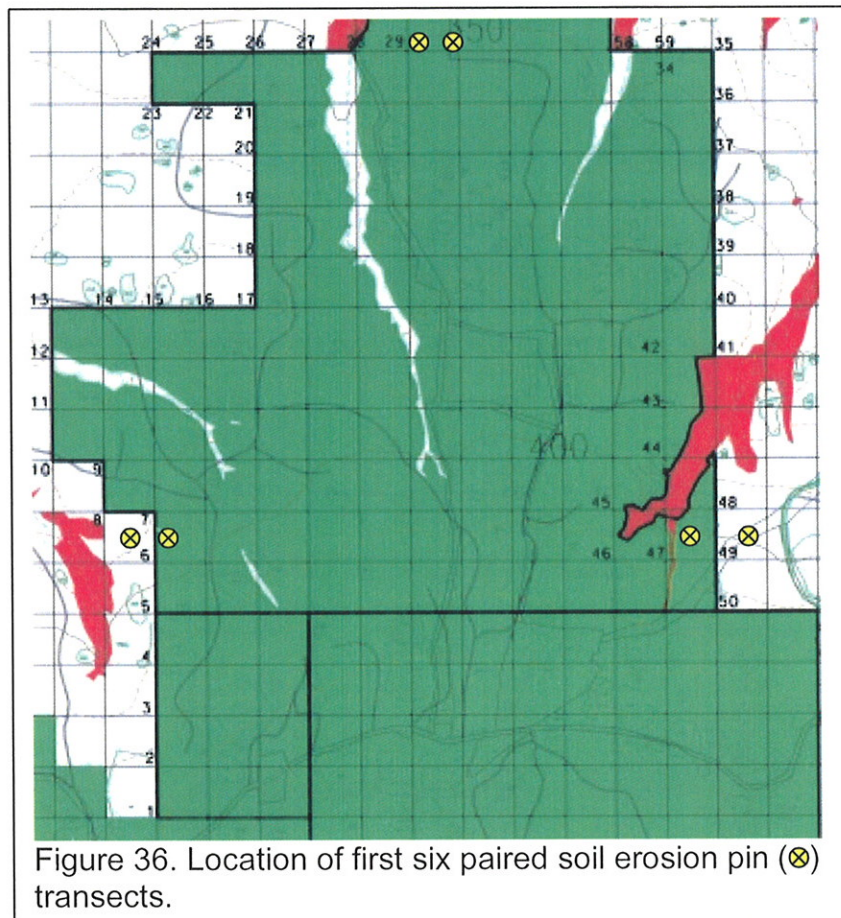 24 25 26 27 28 29 350 58 59 35
34
23 22 21 36
20 37
19 38
18 39
13 14 15 16 17 40
12 42 41
11 43
10 9 44 400
45 48
8 7
6 46 47 49
5 50
4
3
2
1
Figure 36. Location of first six paired soil erosion pin (⊗)
transects.